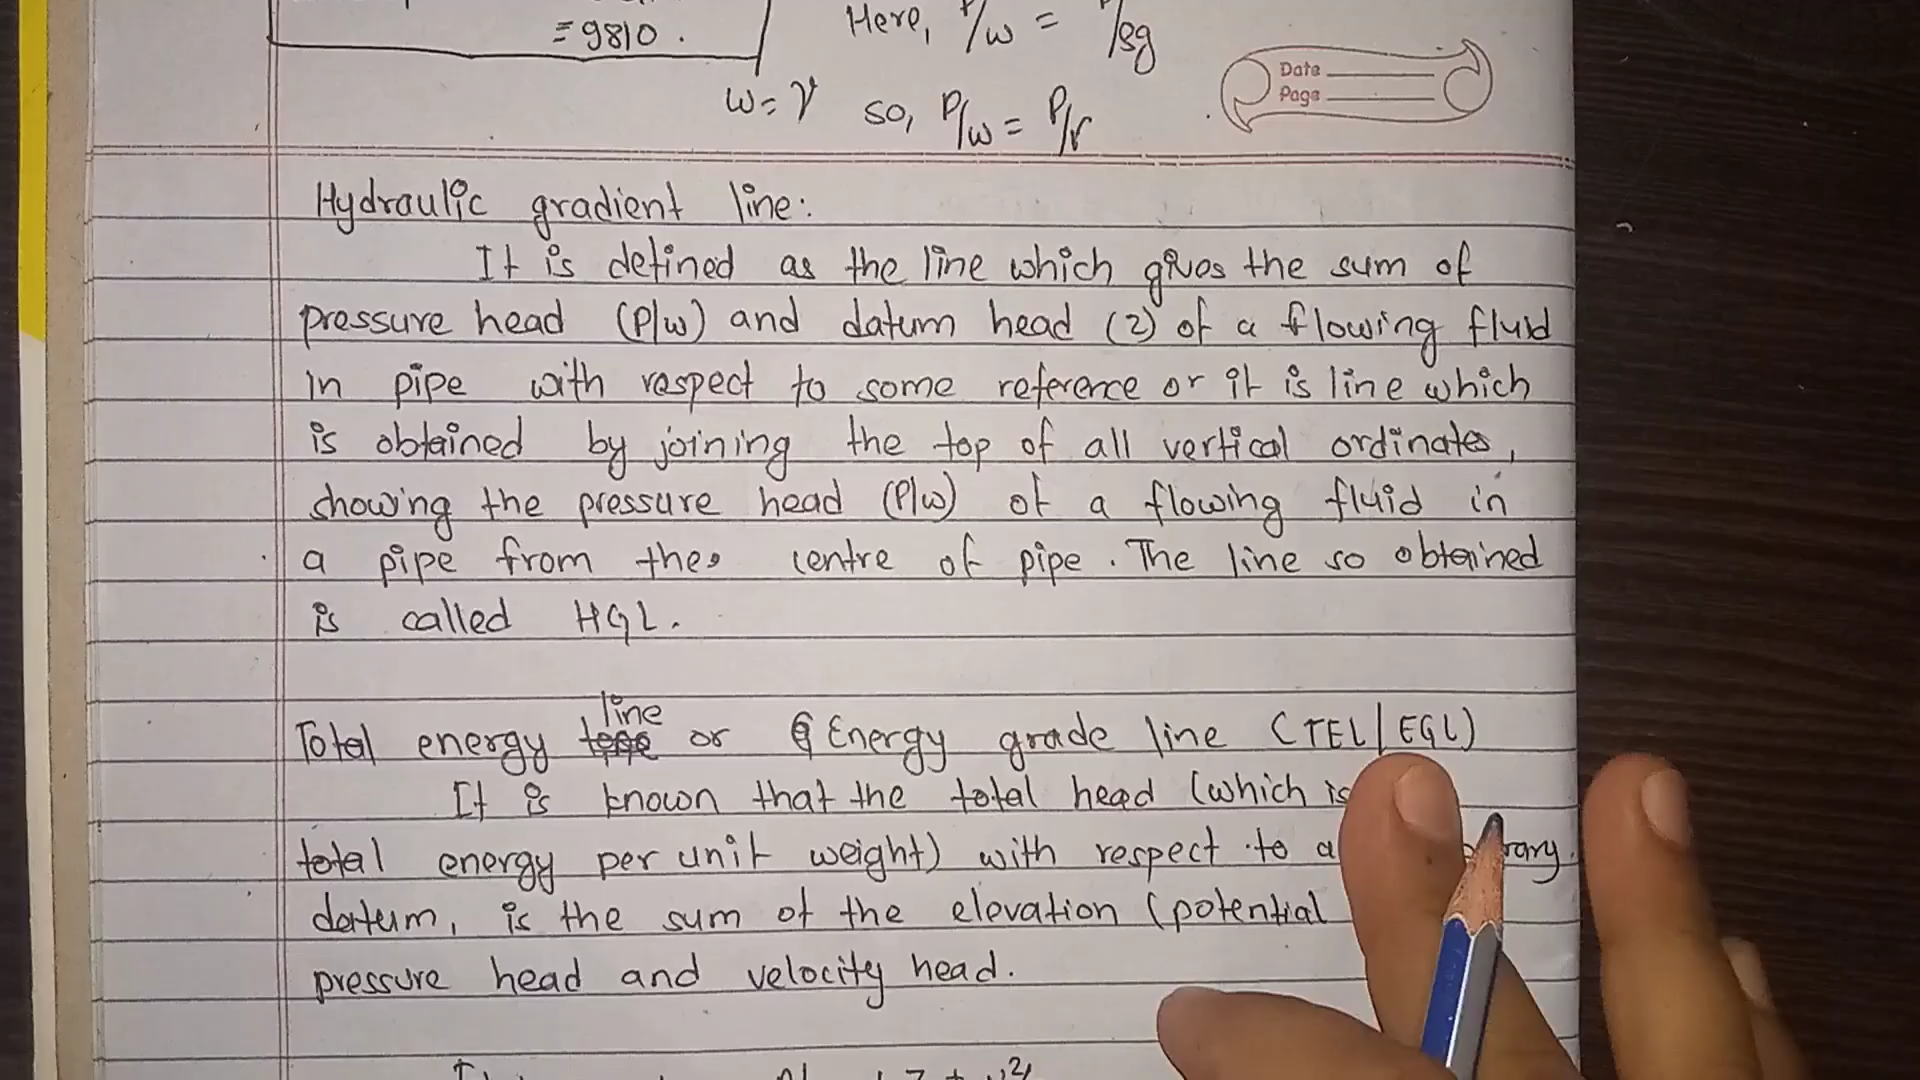 = 9810.
Here, P/w = P/ρg
Date
Page
w = γ so, P/w = P/r
Hydraulic gradient line:
It is defined as the line which gives the sum of
pressure head (P/w) and datum head (z) of a flowing fluid
in pipe with respect to some reference or it is line which
is obtained by joining the top of all vertical ordinates,
showing the pressure head (P/w) of a flowing fluid in
a pipe from the centre of pipe. The line so obtained
is called HGL.
Total energy line or Energy grade line (TEL/EGL)
It is known that the total head (which is
total energy per unit weight) with respect to
datum, is the sum of the elevation (potential
pressure head and velocity head.